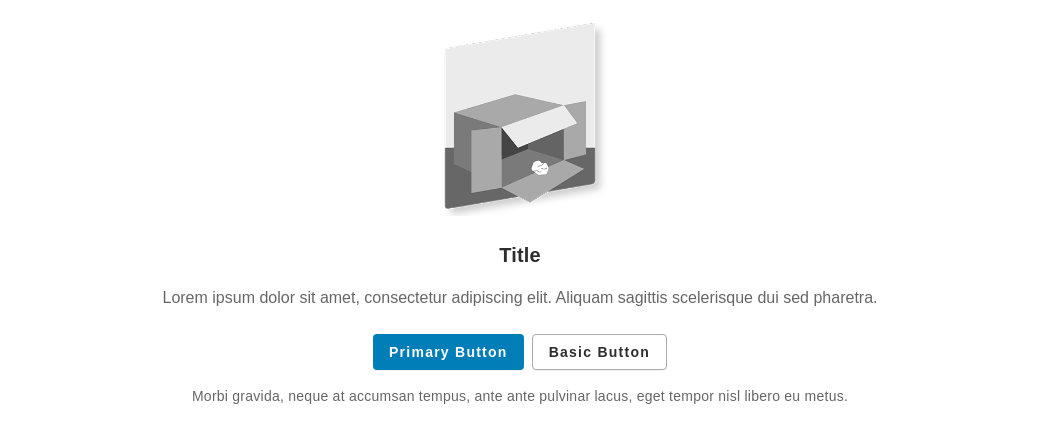 Title
Lorem ipsum dolor sit amet, consectetur adipiscing elit. Aliquam sagittis scelerisque dui sed pharetra.
Primary Button Basic Button
Morbi gravida, neque at accumsan tempus, ante ante pulvinar lacus, eget tempor nisl libero eu metus.